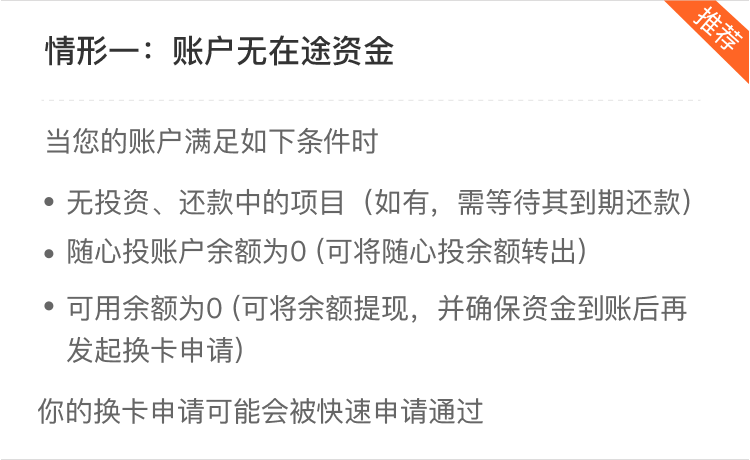 推荐
情形一：账户无在途资金
当您的账户满足如下条件时
• 无投资、还款中的项目（如有，需等待其到期还款）
• 随心投账户余额为0 (可将随心投余额转出)
• 可用余额为0 (可将余额提现，并确保资金到账后再
发起换卡申请)
你的换卡申请可能会被快速申请通过